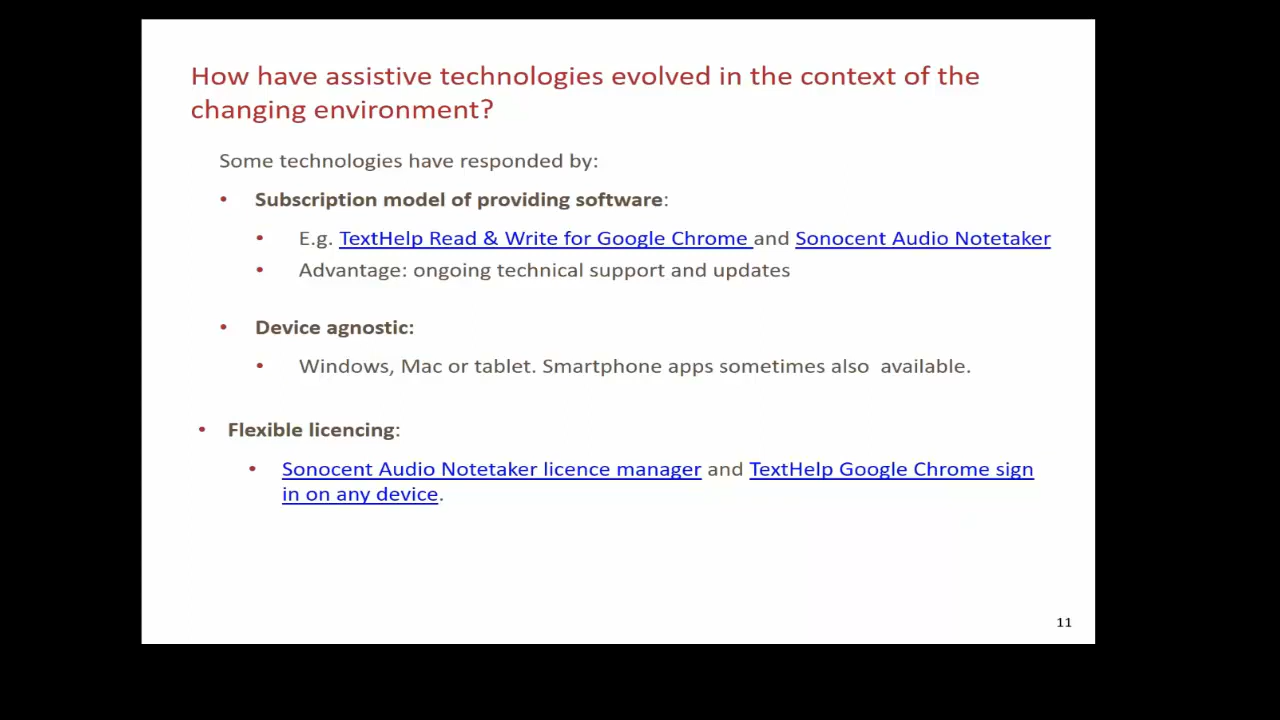 How have assistive technologies evolved in the context of the
changing environment?
Some technologies have responded by:
• Subscription model of providing software:
• E.g. TextHelp Read & Write for Google Chrome and Sonocent Audio Notetaker
• Advantage: ongoing technical support and updates
• Device agnostic:
• Windows, Mac or tablet. Smartphone apps sometimes also  available.
• Flexible licencing:
• Sonocent Audio Notetaker licence manager and TextHelp Google Chrome sign
in on any device.
11